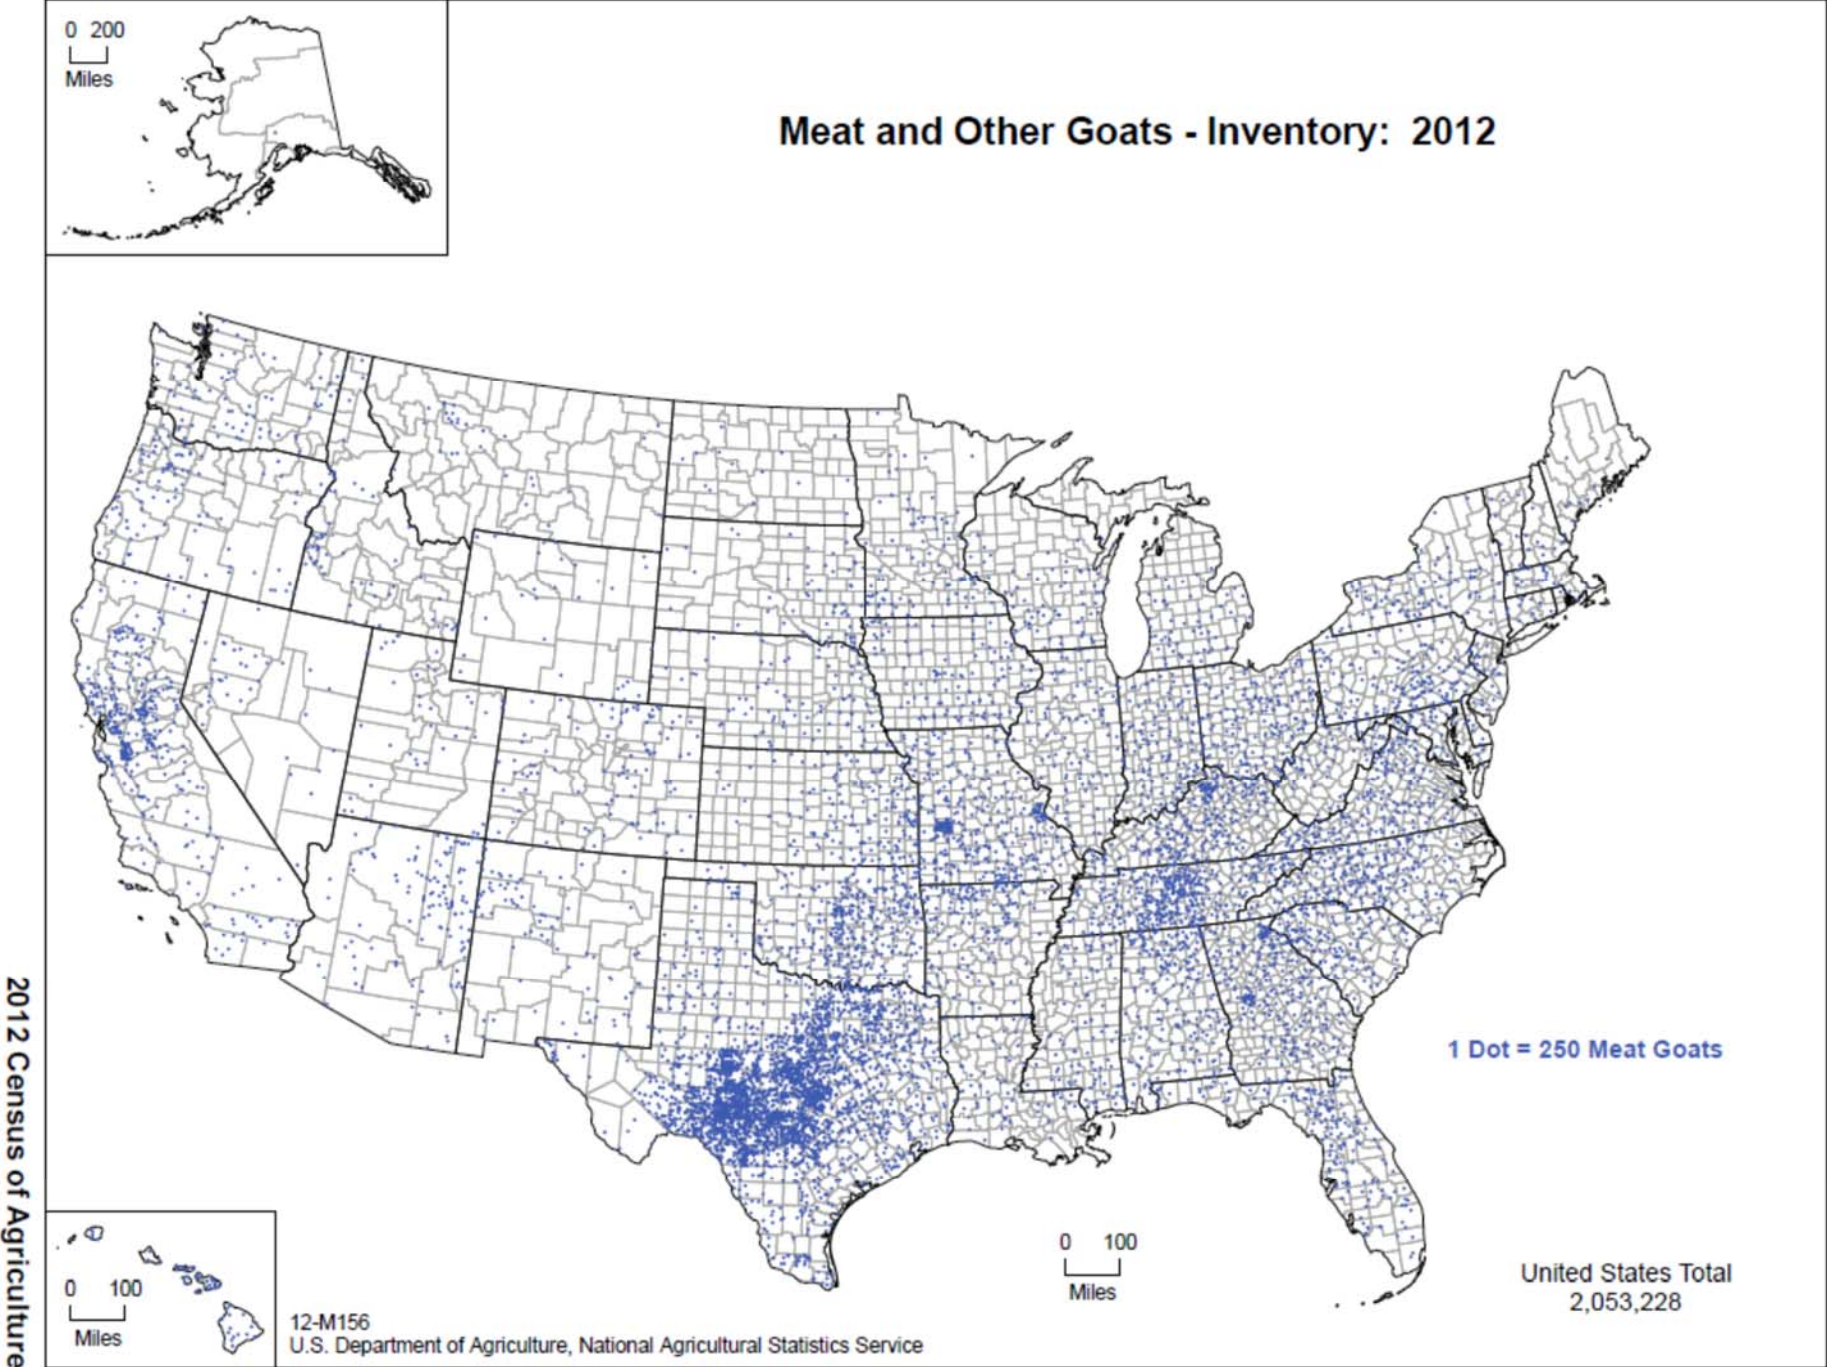 0 200
Miles
Meat and Other Goats - Inventory: 2012
1 Dot = 250 Meat Goats
0 100
Miles
United States Total
2,053,228
0 100
Miles
12-M156
U.S. Department of Agriculture, National Agricultural Statistics Service
2012 Census of Agriculture